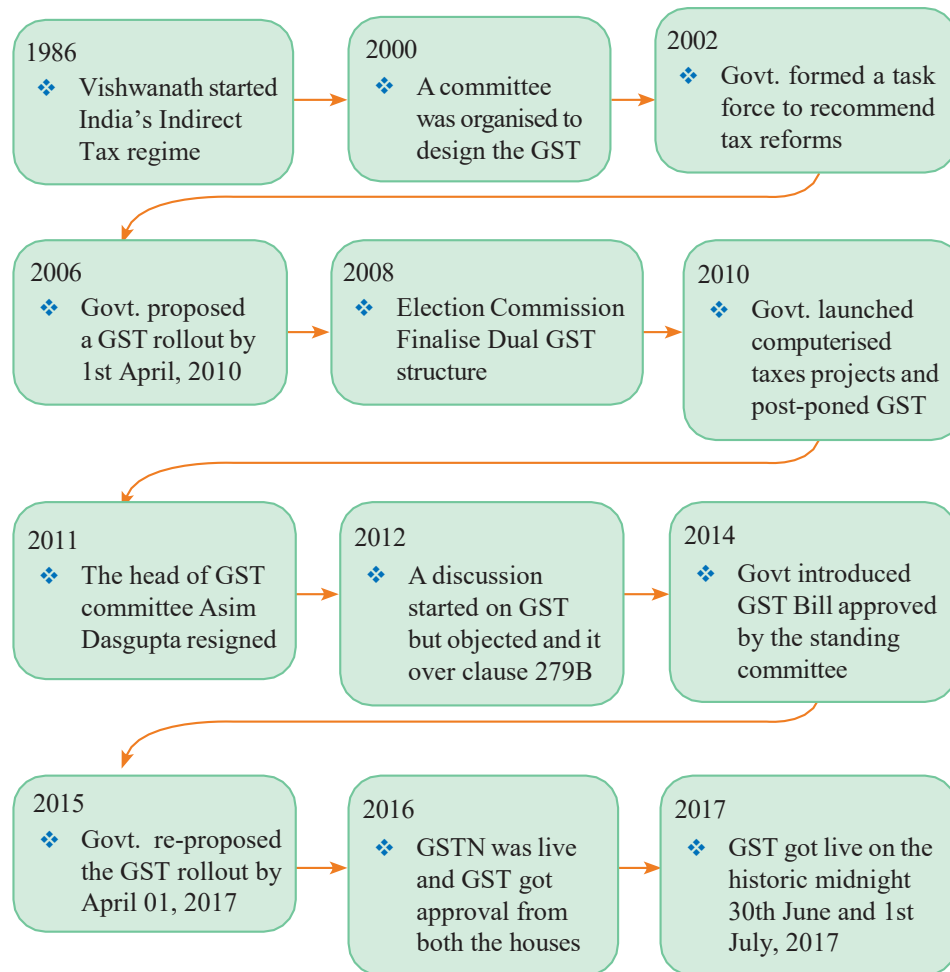 1986
❖ Vishwanath started
India's Indirect
Tax regime
2000
❖ A committee
was organised to
design the GST
2002
❖ Govt. formed a task
force to recommend
tax reforms
2006
❖ Govt. proposed
a GST rollout by
1st April, 2010
2008
❖ Election Commission
Finalise Dual GST
structure
2010
❖ Govt. launched
computerised
taxes projects and
post-poned GST
2011
❖ The head of GST
committee Asim
Dasgupta resigned
2012
❖ A discussion
started on GST
but objected and it
over clause 279B
2014
❖ Govt introduced
GST Bill approved
by the standing
committee
2015
❖ Govt. re-proposed
the GST rollout by
April 01, 2017
2016
❖ GSTN was live
and GST got
approval from
both the houses
2017
❖ GST got live on the
historic midnight
30th June and 1st
July, 2017